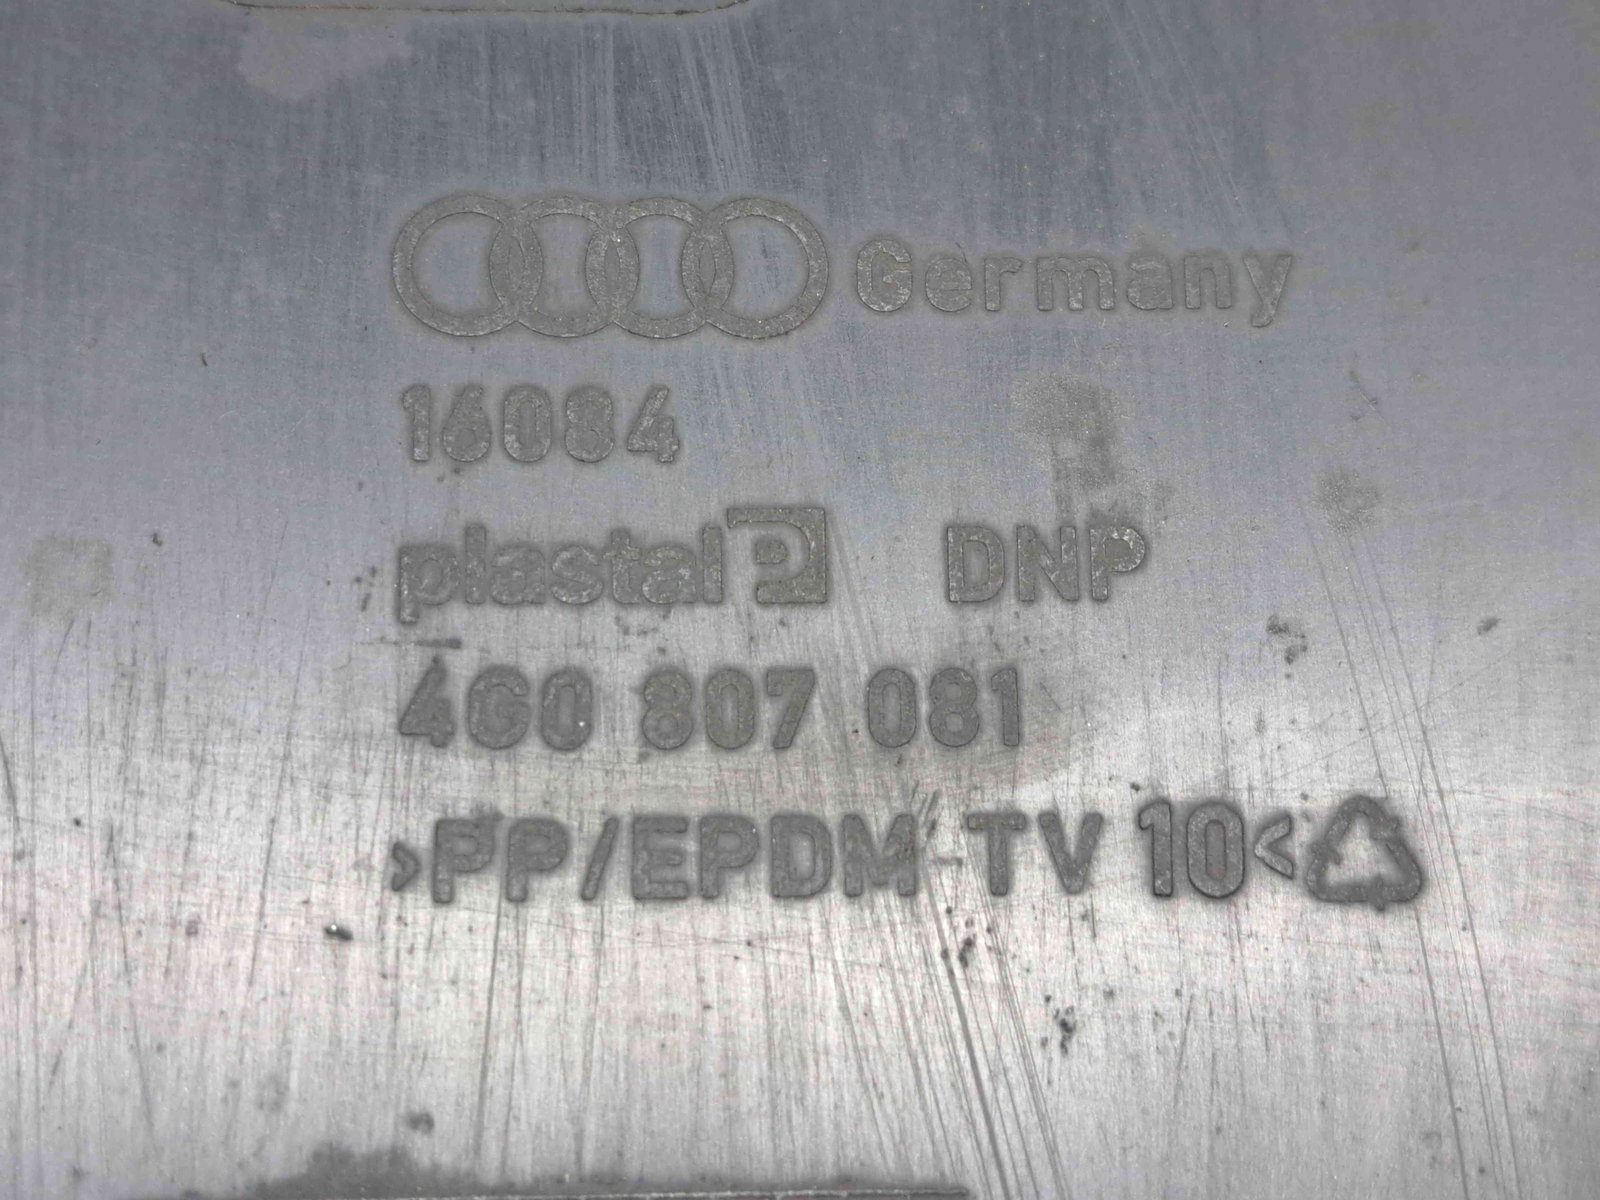 Germany
16084
plastal DNP
4G0 807 081
>PP/EPDM-TV 10<